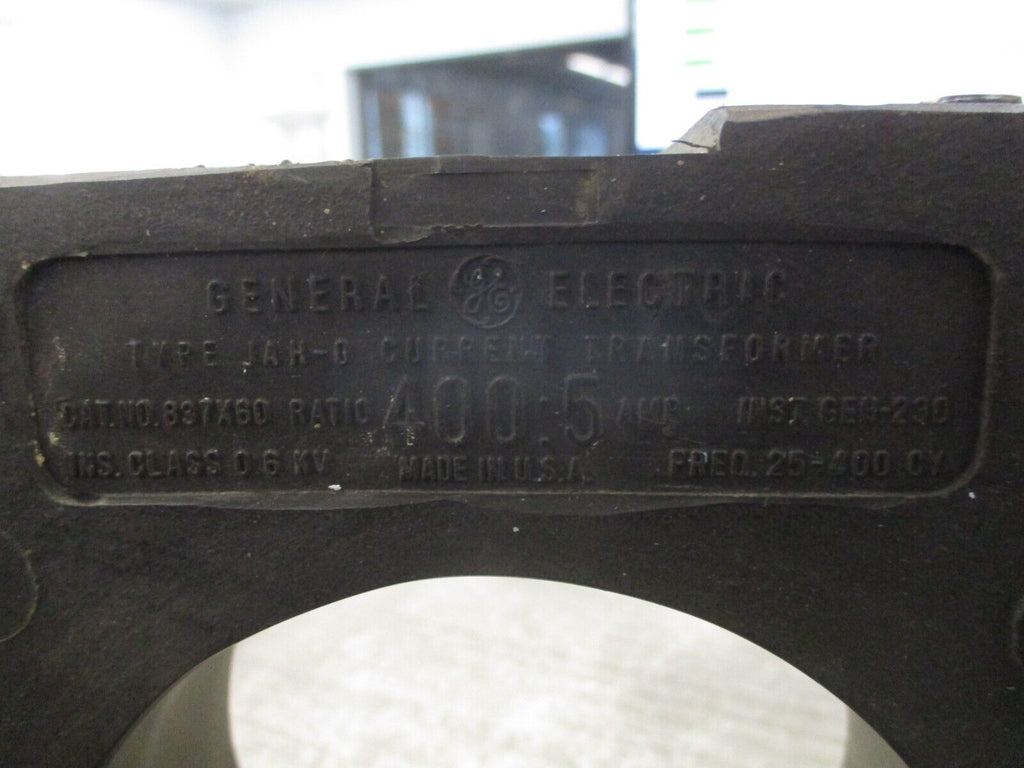 GENERAL GE ELECTRIC
TYPE JAH-0 CURRENT TRANSFORMER
CAT.NO.837X60 RATIO 400:5 AMP. INST GEH-230
INS. CLASS 0.6 KV MADE IN U.S.A. FREQ. 25-400 CY